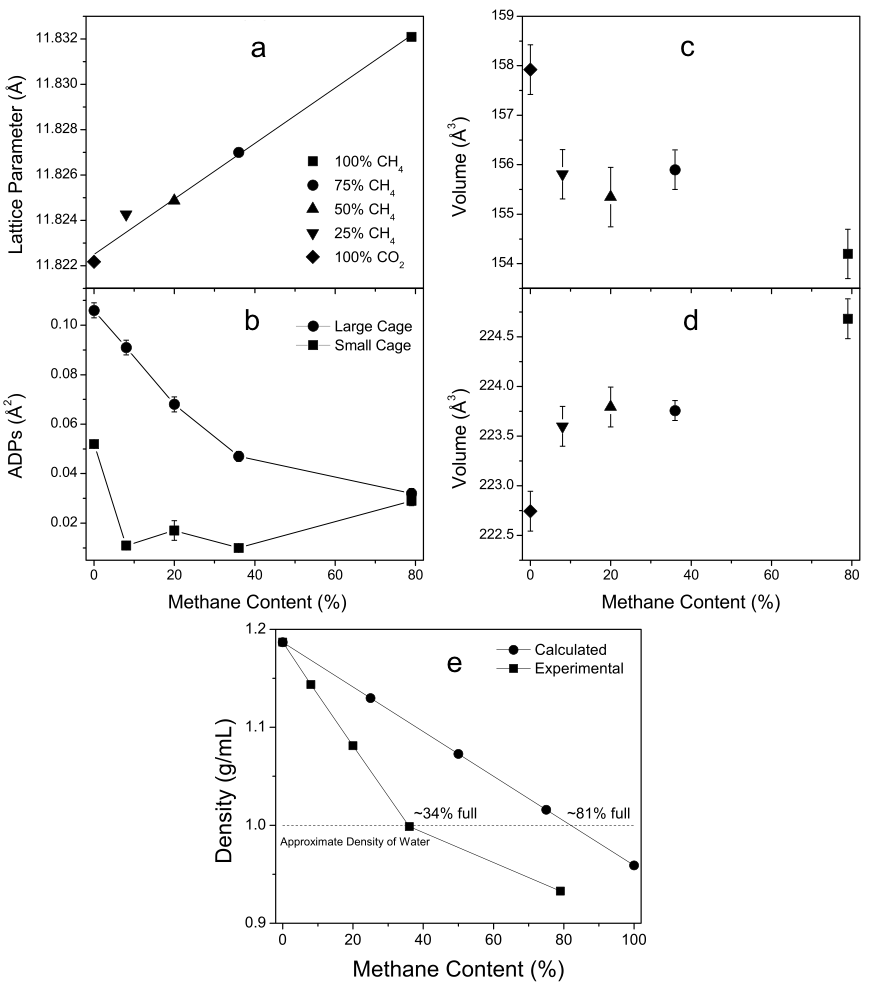 a
11.832
11.830
11.828
11.826
11.824
11.822
Lattice Parameter (Å)
100% CH4
75% CH4
50% CH4
25% CH4
100% CO2
b
Large Cage
Small Cage
0.10
0.08
0.06
0.04
0.02
ADPs (Å²)
0 20 40 60 80
Methane Content (%)
c
159
158
157
156
155
154
Volume (Å³)
d
224.5
224.0
223.5
223.0
222.5
Volume (Å³)
0 20 40 60 80
Methane Content (%)
e
Calculated
Experimental
1.2
1.1
1.0
0.9
Density (g/mL)
~34% full
~81% full
Approximate Density of Water
0 20 40 60 80 100
Methane Content (%)